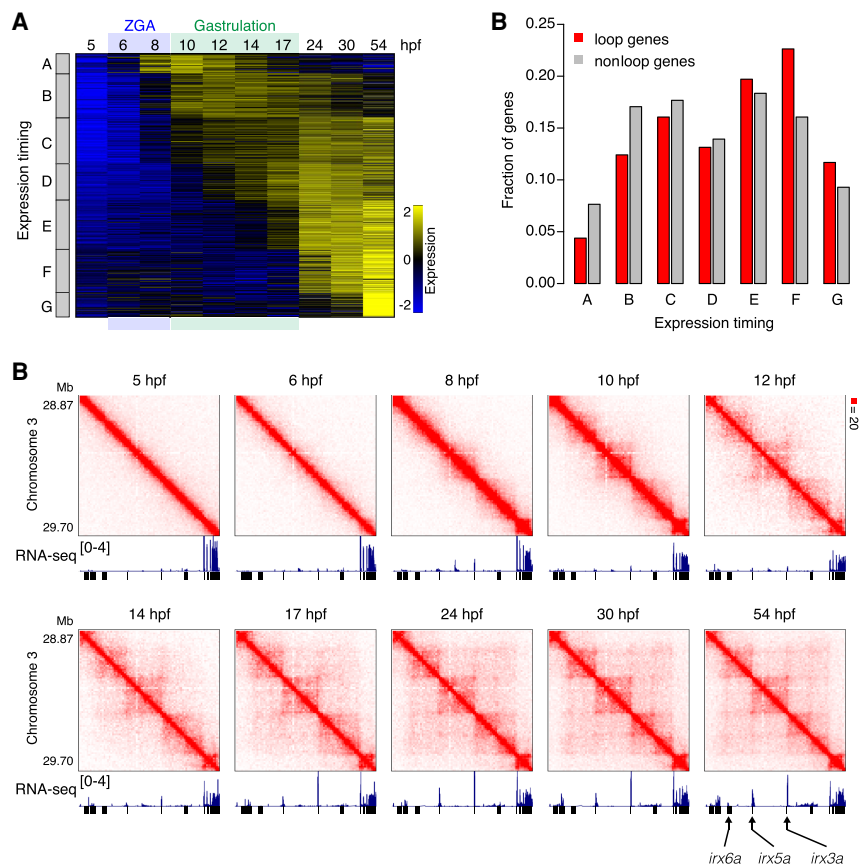 A
ZGA
Gastrulation
5 6 8 10 12 14 17 24 30 54 hpf
Expression timing
A
B
C
D
E
F
G
2
0
-2
Expression
B
loop genes
nonloop genes
Fraction of genes
0.25
0.20
0.15
0.10
0.05
0.00
A B C D E F G
Expression timing
B
Mb
5 hpf
6 hpf
8 hpf
10 hpf
12 hpf
28.87
Chromosome 3
29.70
= 20
RNA-seq
[0-4]
14 hpf
17 hpf
24 hpf
30 hpf
54 hpf
Mb
28.87
Chromosome 3
29.70
RNA-seq
[0-4]
irx6a
irx5a
irx3a